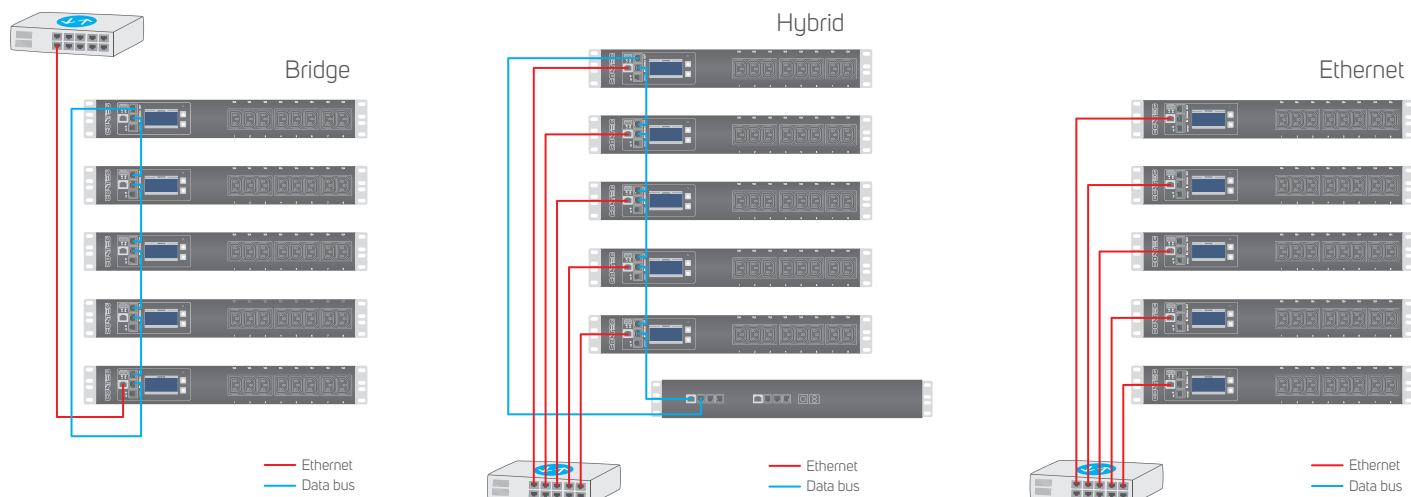 Hybrid
Bridge
Ethernet
Ethernet
Data bus
Ethernet
Data bus
Ethernet
Data bus